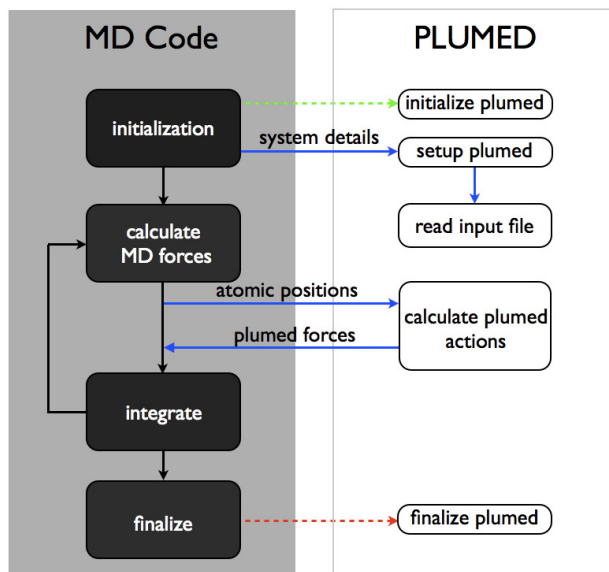 MD Code
PLUMED
initialization
initialize plumed
system details
setup plumed
read input file
calculate
MD forces
atomic positions
calculate plumed
actions
plumed forces
integrate
finalize
finalize plumed